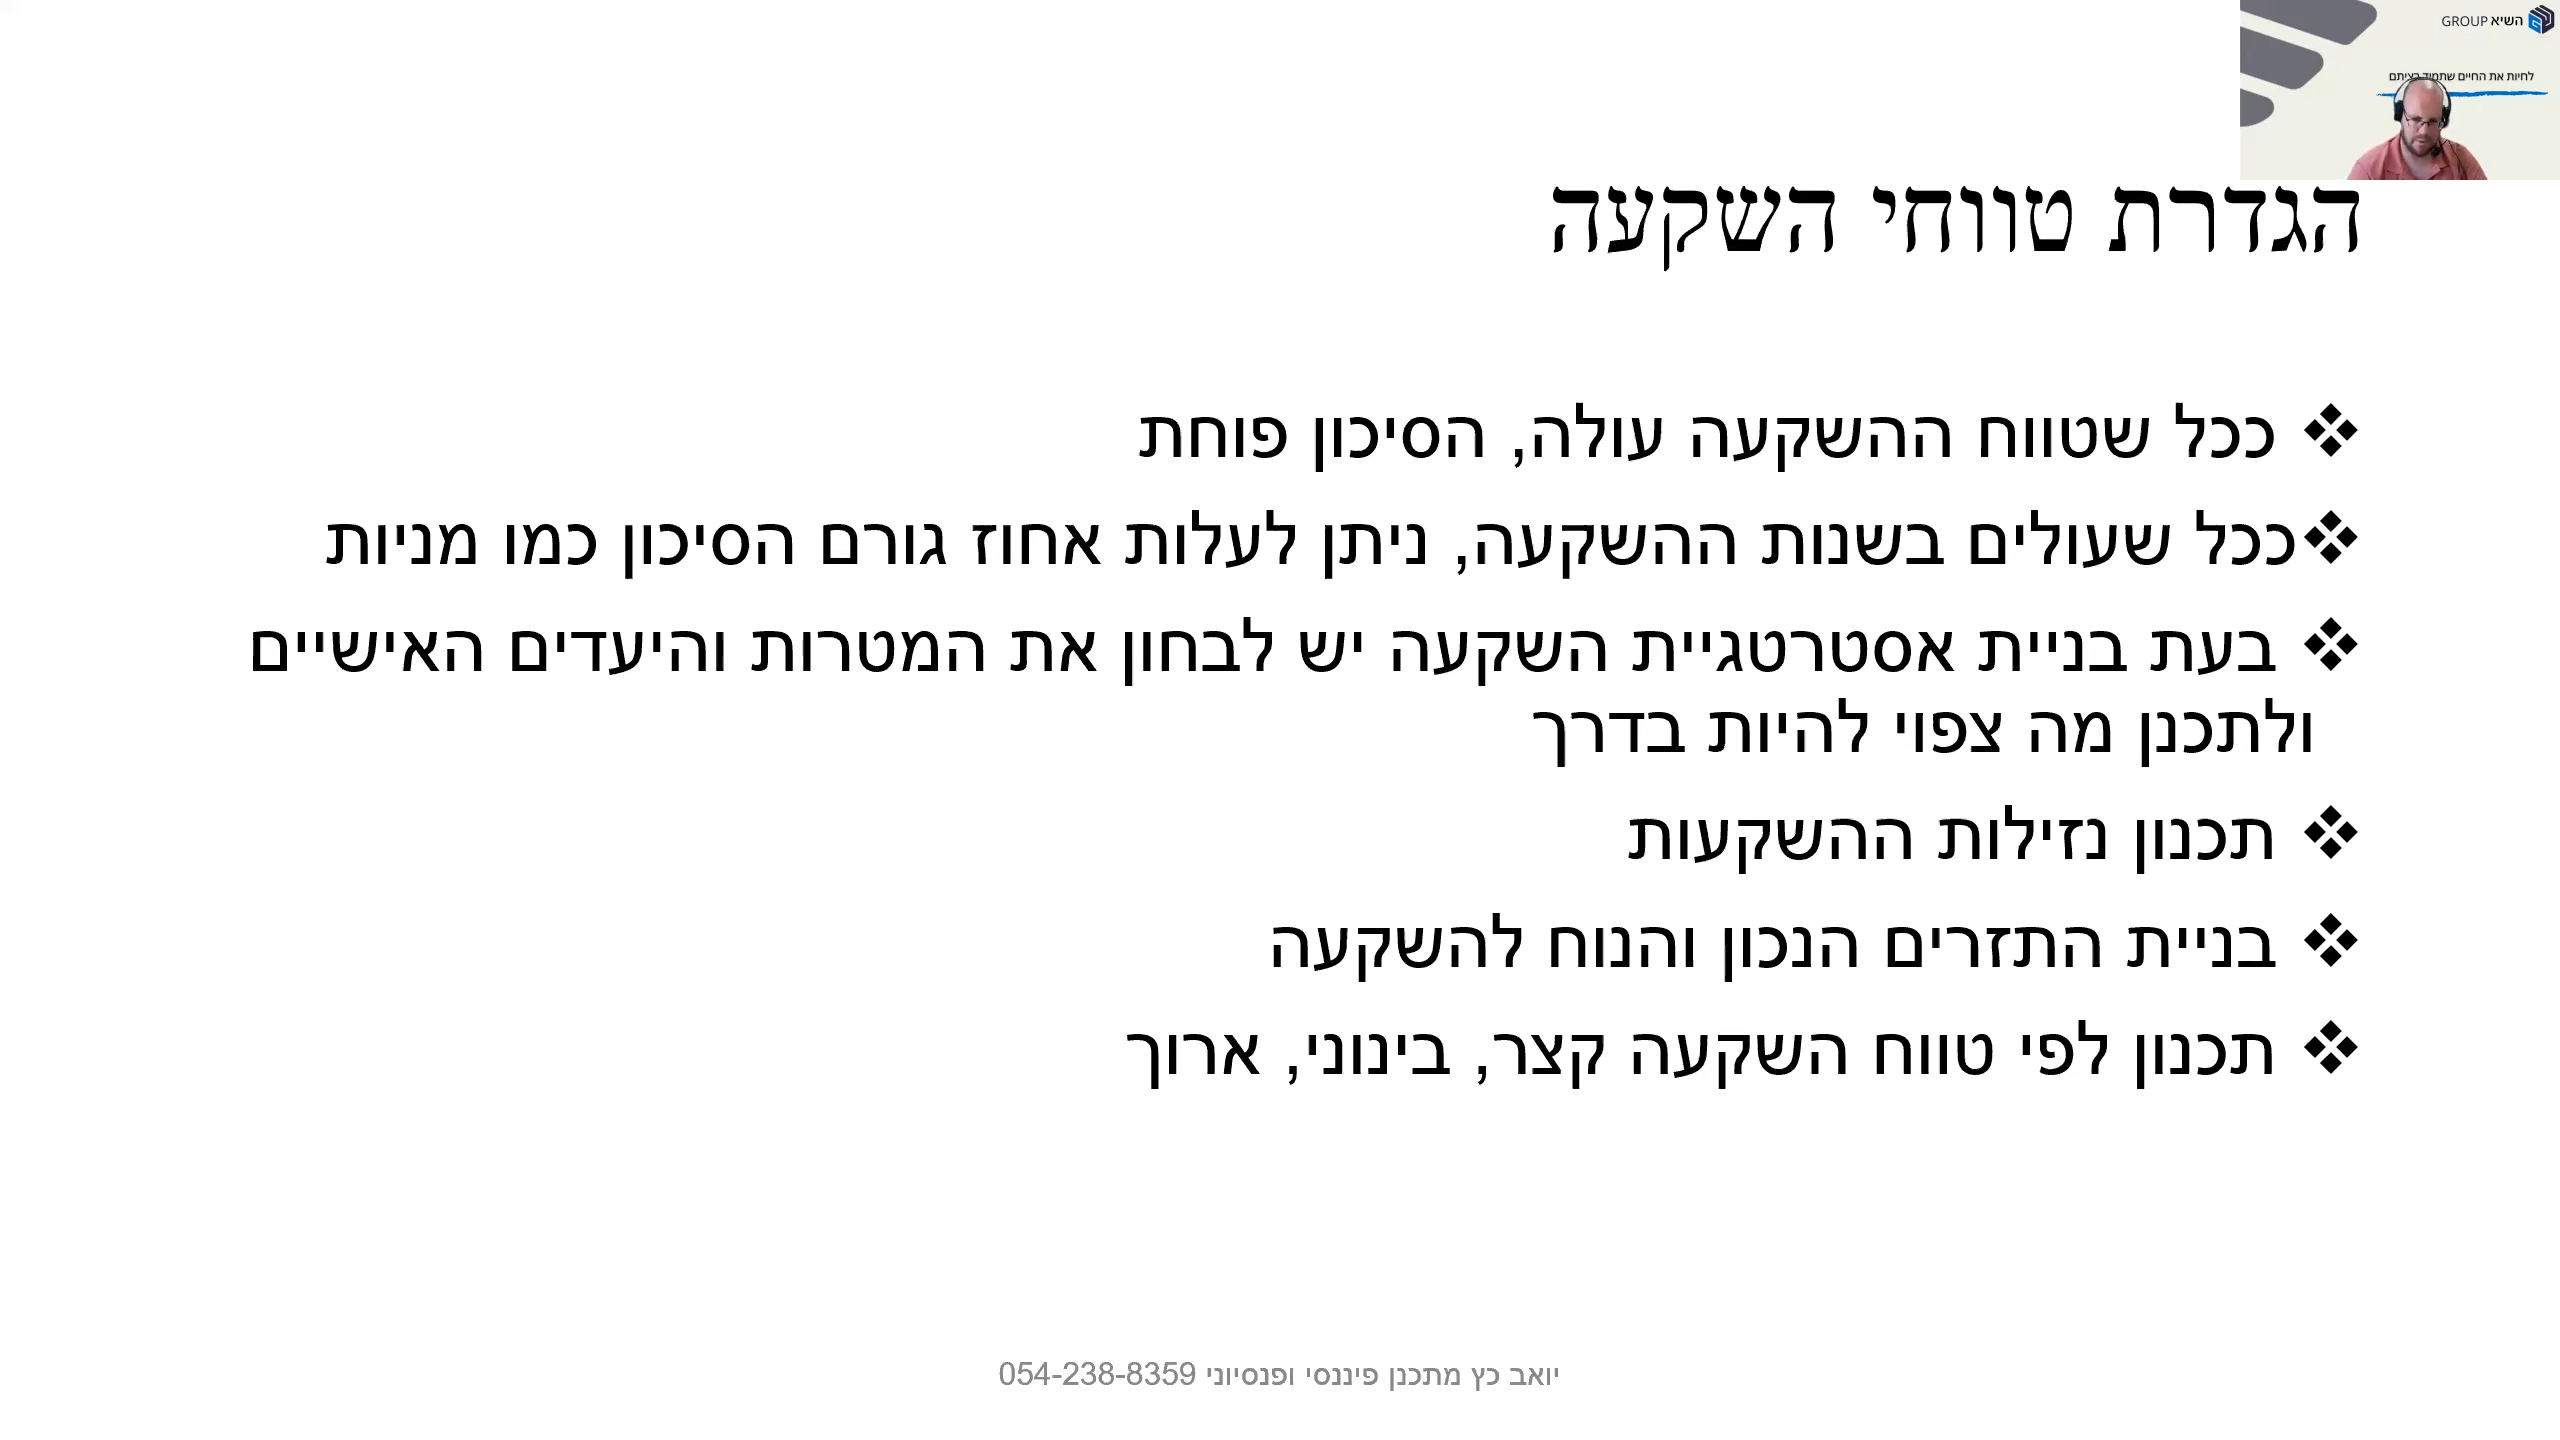 השיא GROUP
לחיות את החיים שתמיד רציתם
הגדרת טווחי השקעה
❖ ככל שטווח ההשקעה עולה, הסיכון פוחת
❖ככל שעולים בשנות ההשקעה, ניתן לעלות אחוז גורם הסיכון כמו מניות
❖ בעת בניית אסטרטגיית השקעה יש לבחון את המטרות והיעדים האישיים
ולתכנן מה צפוי להיות בדרך
❖ תכנון נזילות ההשקעות
❖ בניית התזרים הנכון והנוח להשקעה
❖ תכנון לפי טווח השקעה קצר, בינוני, ארוך
יואב כץ מתכנן פיננסי ופנסיוני 054-238-8359